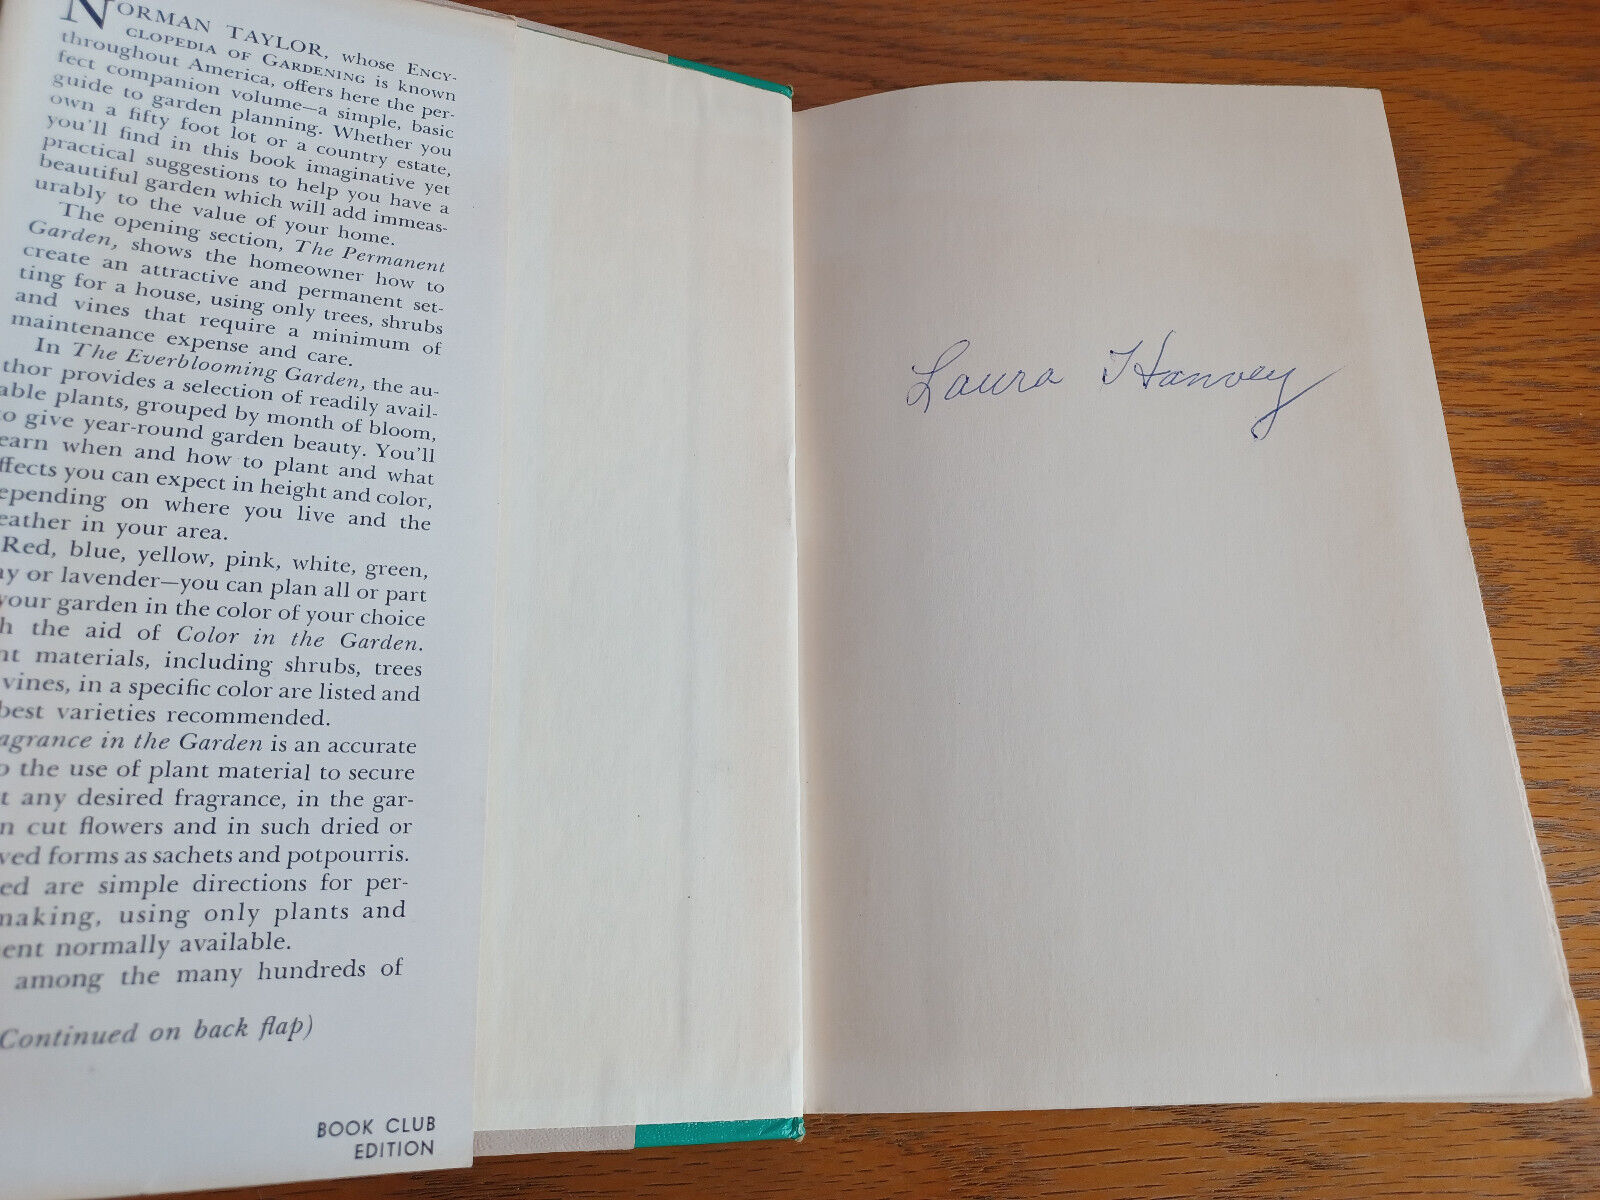 NORMAN TAYLOR, whose ENCY-
CLOPEDIA OF GARDENING is known
throughout America, offers here the per-
fect companion volume—a simple, basic
guide to garden planning. Whether you
own a fifty foot lot or a country estate,
you'll find in this book imaginative yet
practical suggestions to help you have a
beautiful garden which will add immeas-
urably to the value of your home.
The opening section, The Permanent
Garden, shows the homeowner how to
create an attractive and permanent set-
ting for a house, using only trees, shrubs
and vines that require a minimum of
maintenance expense and care.
In The Everblooming Garden, the au-
thor provides a selection of readily avail-
able plants, grouped by month of bloom,
to give year-round garden beauty. You'll
earn when and how to plant and what
ffects you can expect in height and color,
epending on where you live and the
eather in your area.
Red, blue, yellow, pink, white, green,
ay or lavender—you can plan all or part
your garden in the color of your choice
h the aid of Color in the Garden.
nt materials, including shrubs, trees
vines, in a specific color are listed and
best varieties recommended.
agrance in the Garden is an accurate
o the use of plant material to secure
t any desired fragrance, in the gar-
n cut flowers and in such dried or
ved forms as sachets and potpourris.
ed are simple directions for per-
making, using only plants and
ent normally available.
among the many hundreds of
(Continued on back flap)
BOOK CLUB
EDITION
Laura Hanvey